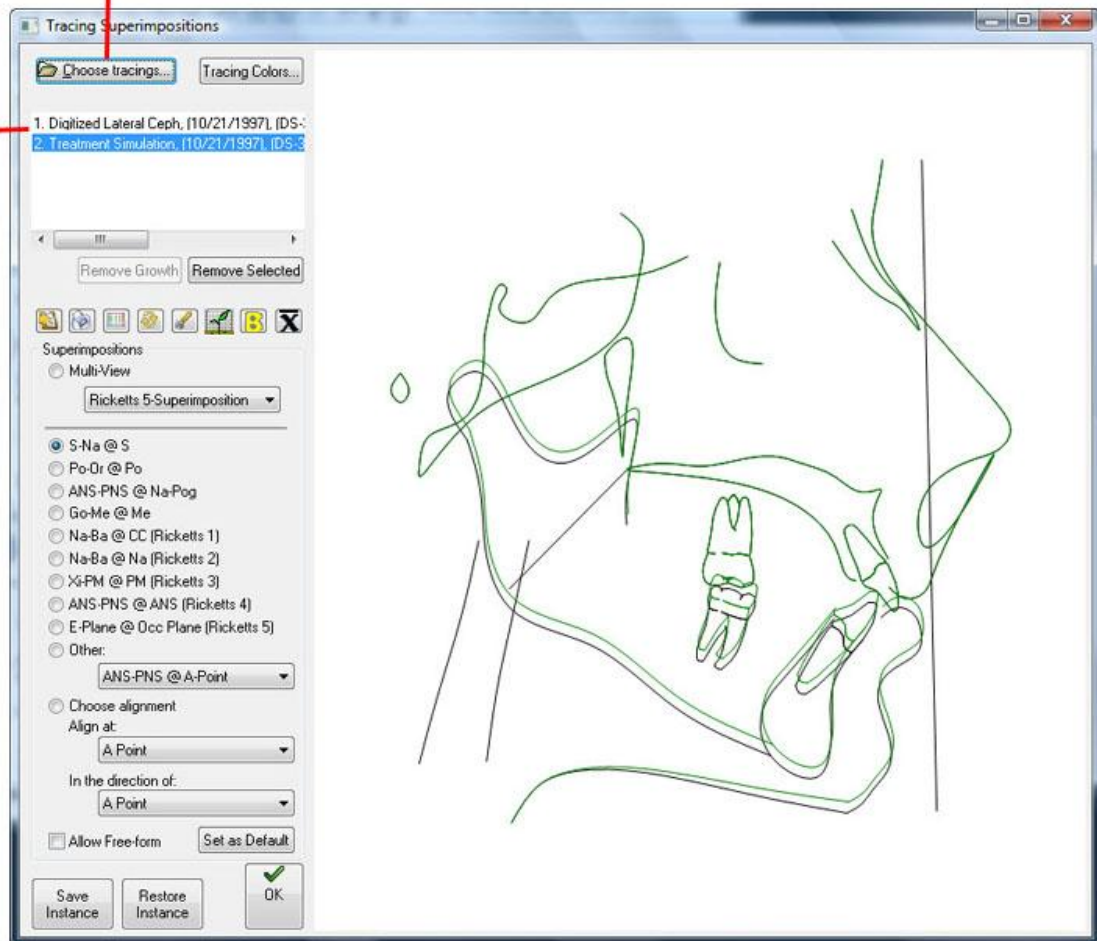 Tracing Superimpositions
Choose tracings... Tracing Colors...
1. Digitized Lateral Ceph, (10/21/1997), (DS-
2. Treatment Simulation, (10/21/1997), (DS-3
Remove Growth Remove Selected
B X
Superimpositions
Multi-View
Ricketts 5-Superimposition
S-Na @ S
Po-Or @ Po
ANS-PNS @ Na-Pog
Go-Me @ Me
Na-Ba @ CC (Ricketts 1)
Na-Ba @ Na (Ricketts 2)
Xi-PM @ PM (Ricketts 3)
ANS-PNS @ ANS (Ricketts 4)
E-Plane @ Occ Plane (Ricketts 5)
Other:
ANS-PNS @ A-Point
Choose alignment
Align at:
A Point
In the direction of:
A Point
Allow Free-form Set as Default
Save Instance Restore Instance OK